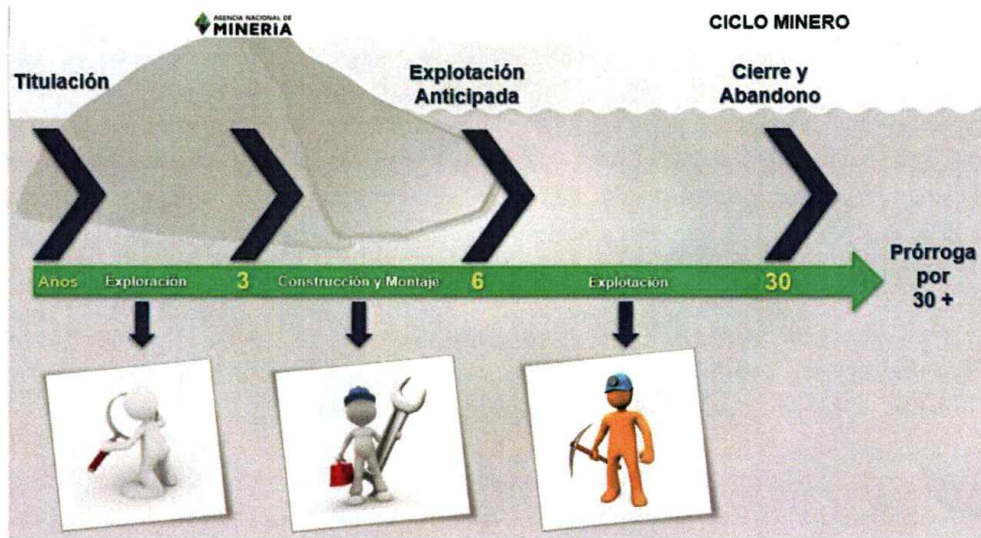 AGENCIA NACIONAL DE
MINERÍA
CICLO MINERO
Titulación
Explotación
Anticipada
Cierre y
Abandono
Años
Exploración
3
Construcción y Montaje
6
Explotación
30
Prórroga
por
30 +